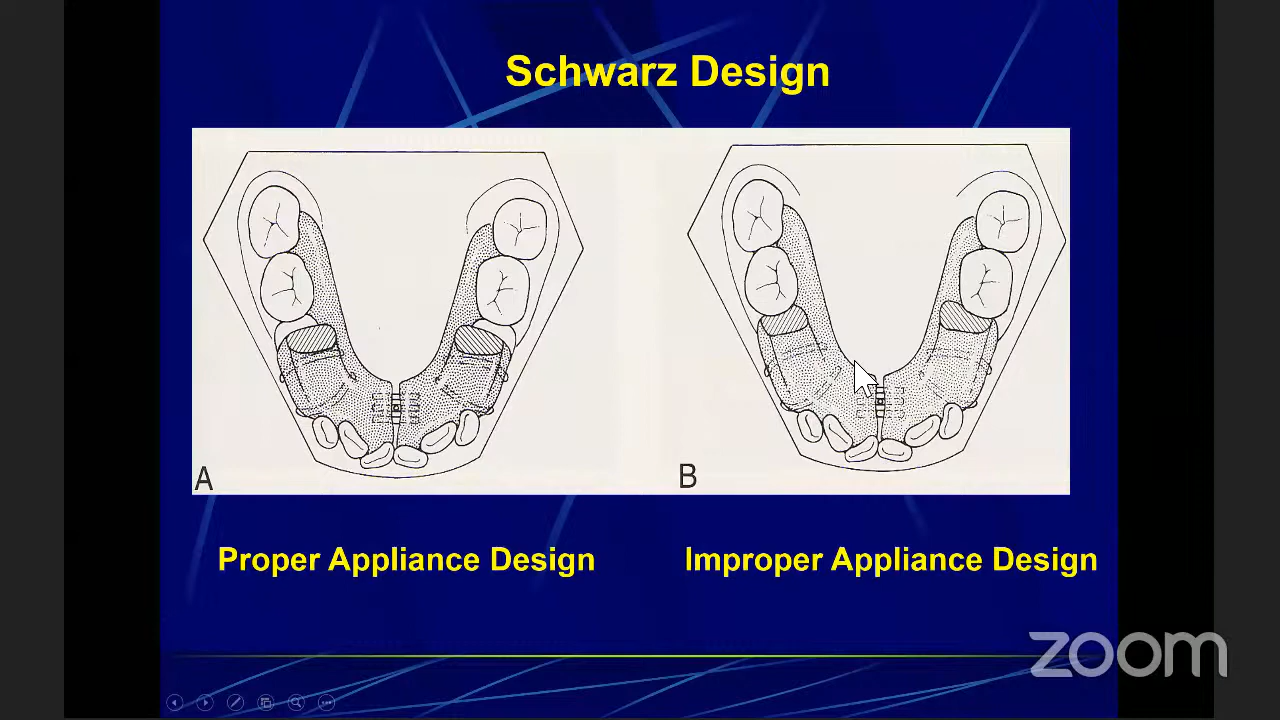 Schwarz Design
A
B
Proper Appliance Design
Improper Appliance Design
zoom